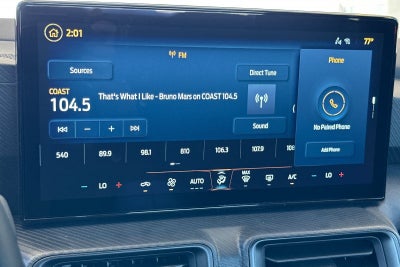 2:01
77°
FM
Phone
Sources
Direct Tune
COAST
104.5
That's What I Like - Bruno Mars on COAST 104.5
Sound
No Paired Phone
Add Phone
540 89.9 98.1 810 106.3 107.9 108
MAX
- LO + AUTO A/C - LO +